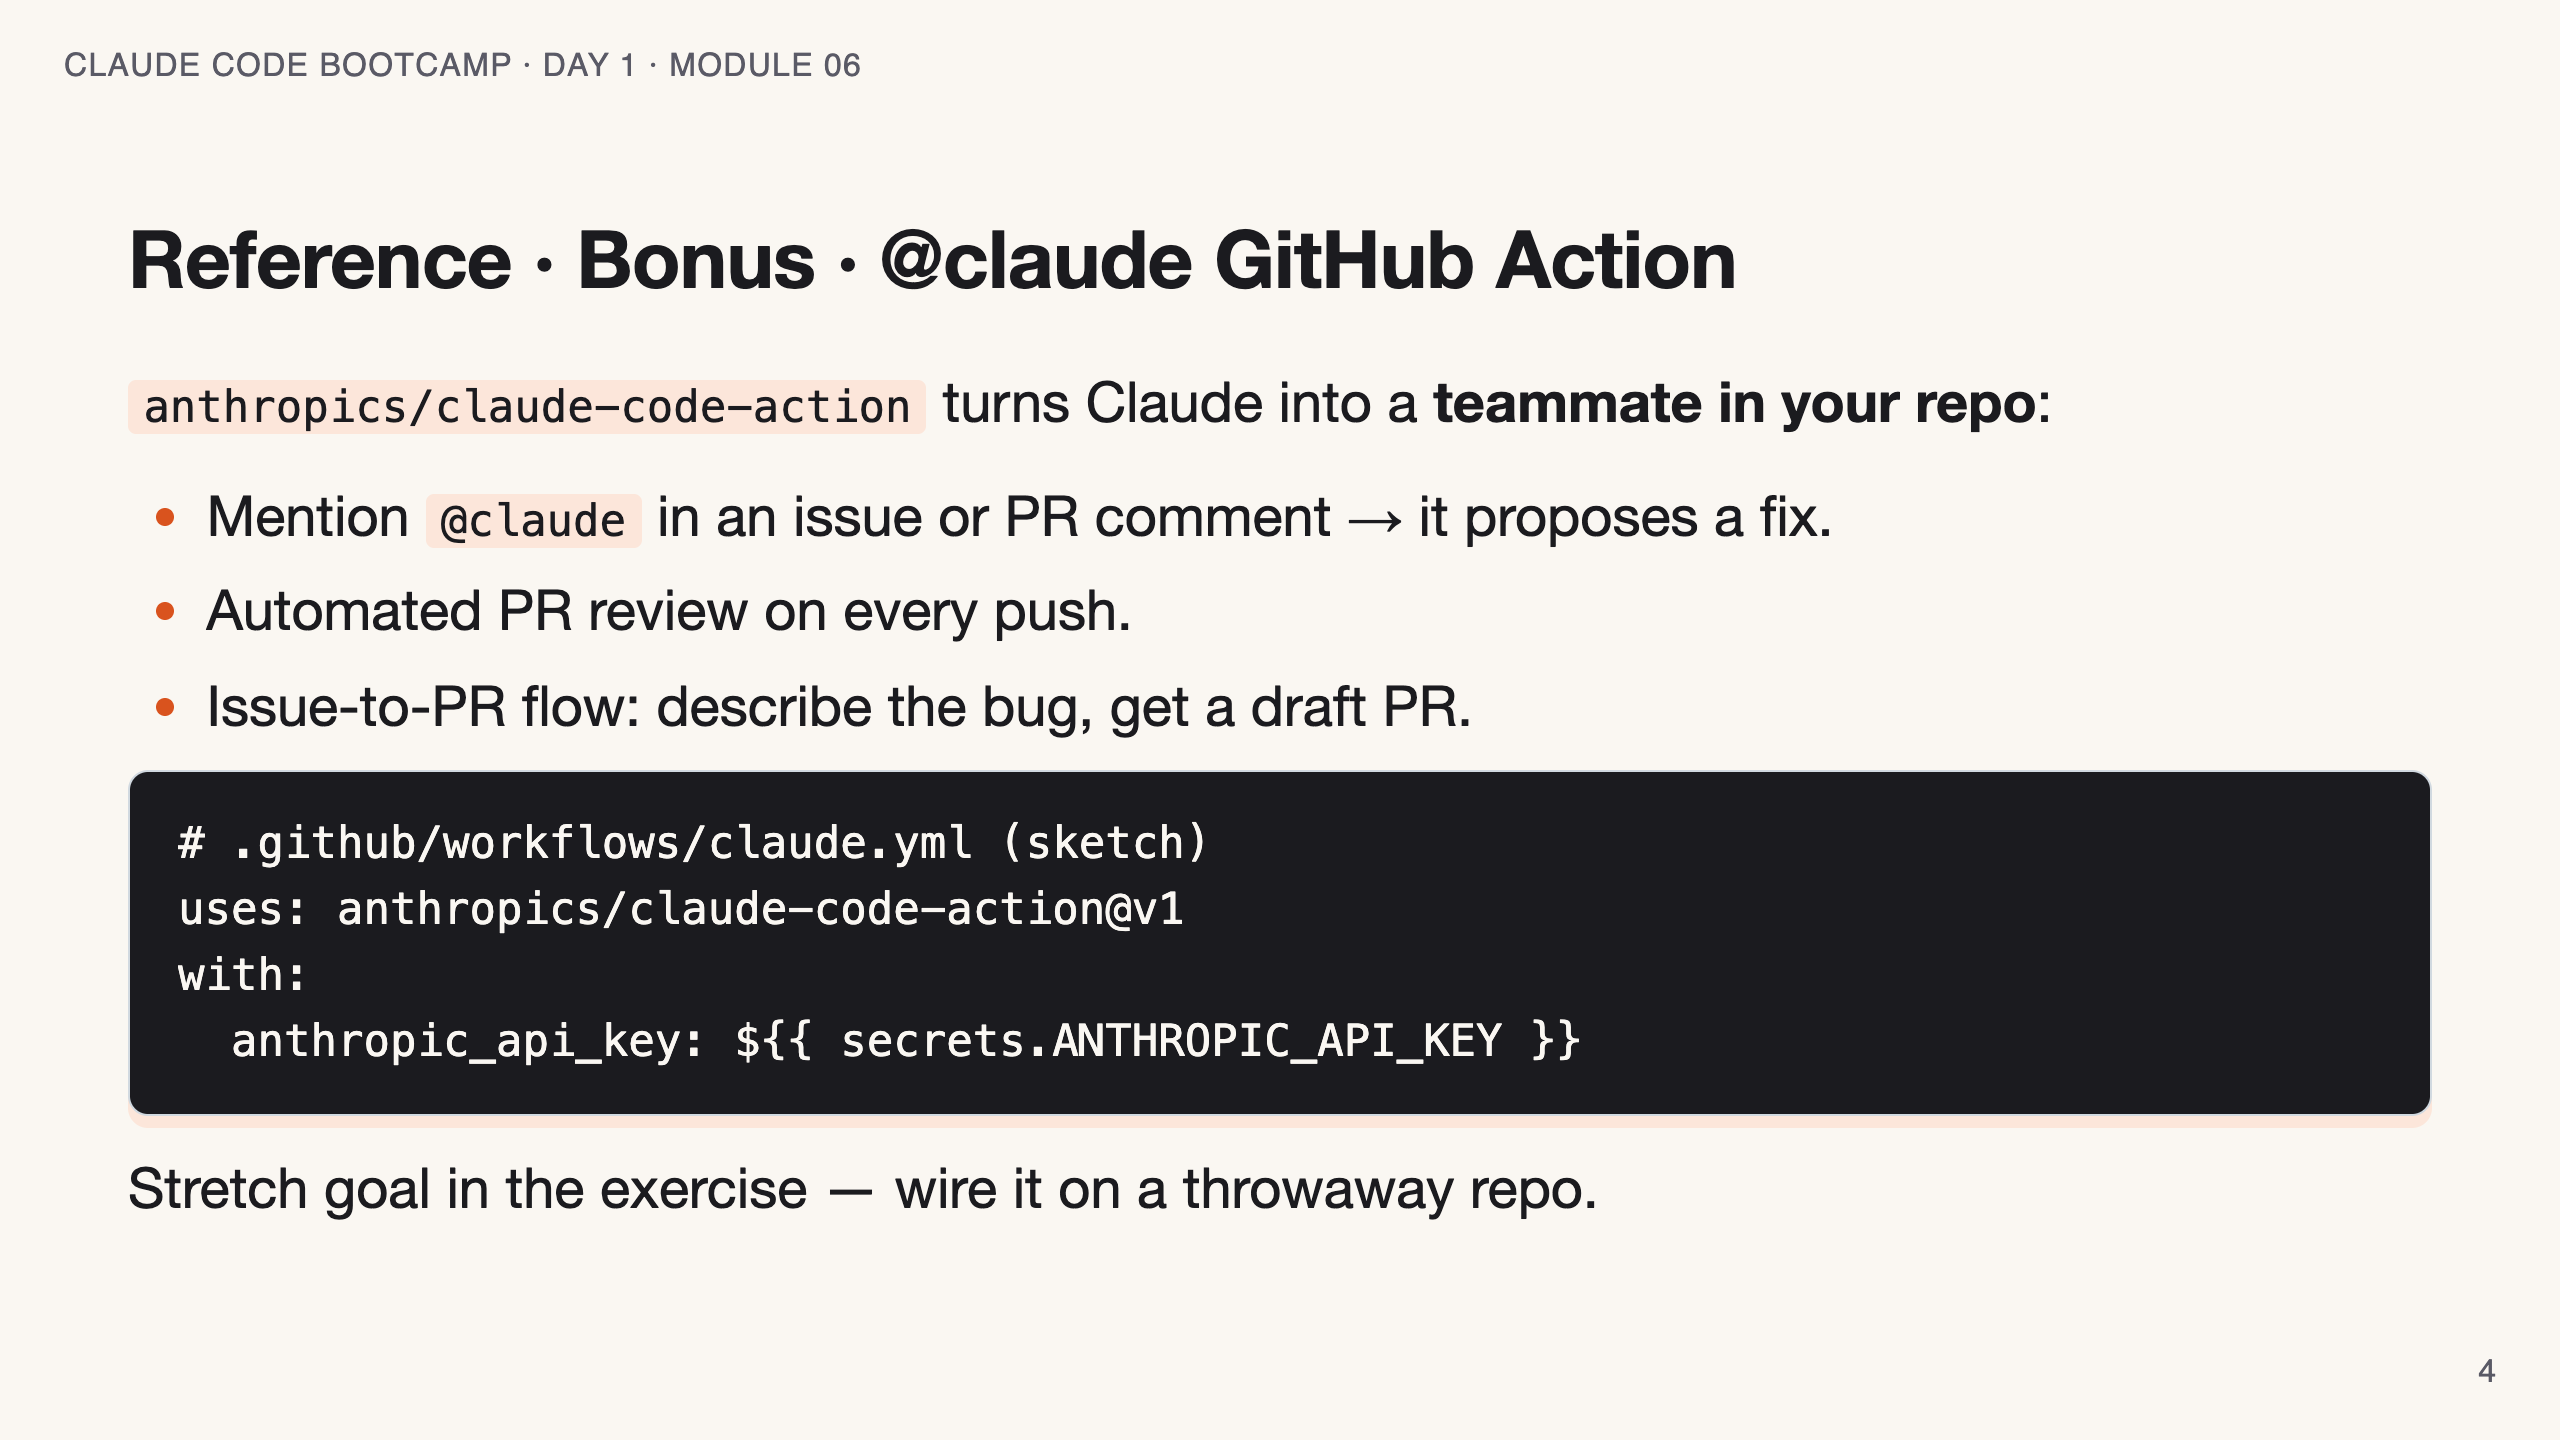 CLAUDE CODE BOOTCAMP · DAY 1 · MODULE 06
Reference · Bonus · @claude GitHub Action
anthropics/claude-code-action turns Claude into a teammate in your repo:
• Mention @claude in an issue or PR comment → it proposes a fix.
• Automated PR review on every push.
• Issue-to-PR flow: describe the bug, get a draft PR.
# .github/workflows/claude.yml (sketch)
uses: anthropics/claude-code-action@v1
with:
  anthropic_api_key: ${{ secrets.ANTHROPIC_API_KEY }}
Stretch goal in the exercise — wire it on a throwaway repo.
4